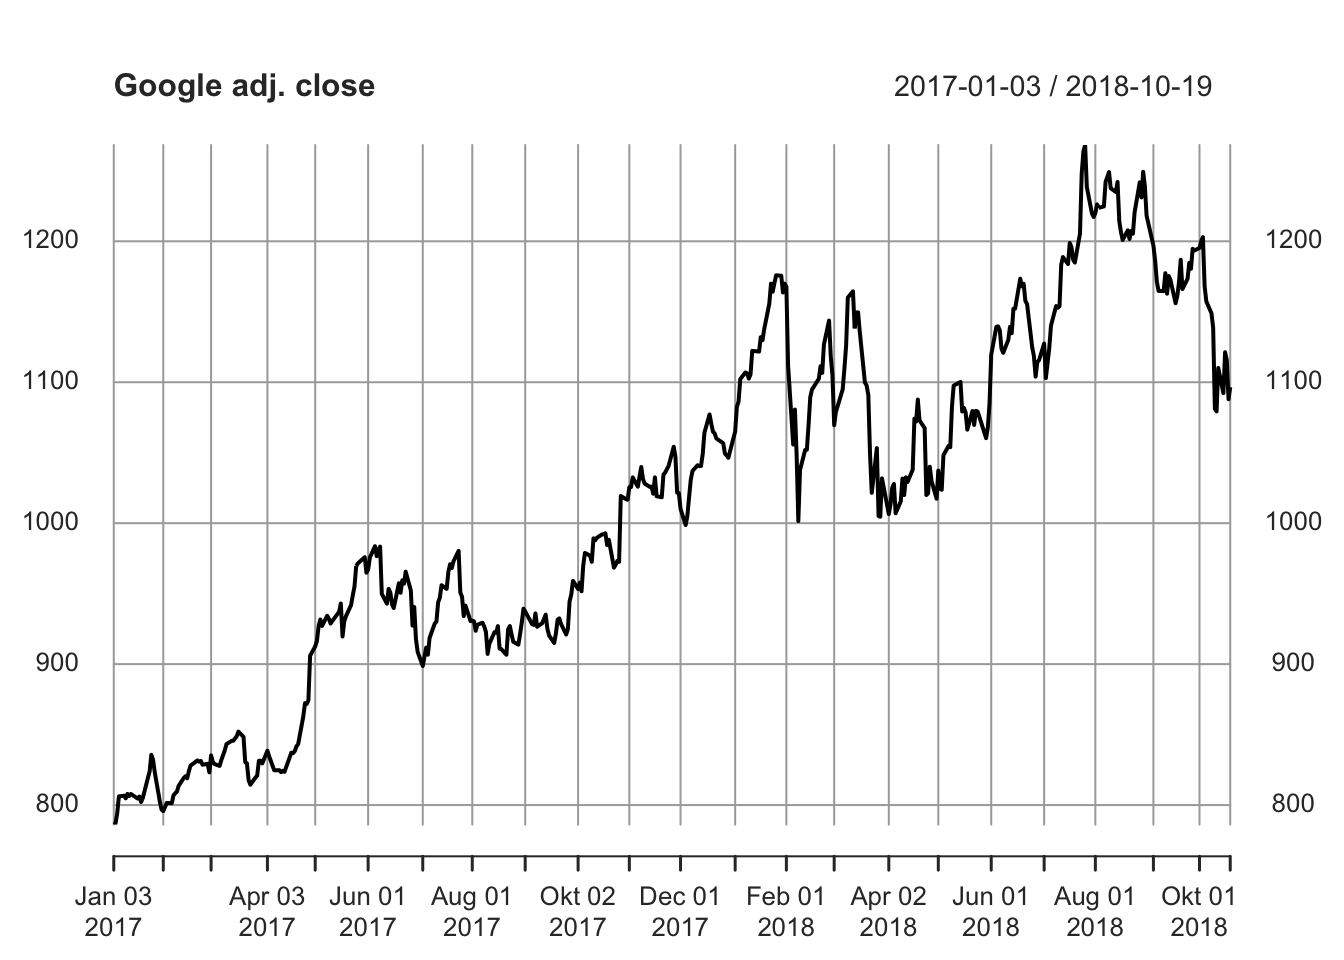 Google adj. close 2017-01-03 / 2018-10-19
1200 1200
1100 1100
1000 1000
900 900
800 800
Jan 03 Apr 03 Jun 01 Aug 01 Okt 02 Dec 01 Feb 01 Apr 02 Jun 01 Aug 01 Okt 01
2017 2017 2017 2017 2017 2017 2018 2018 2018 2018 2018